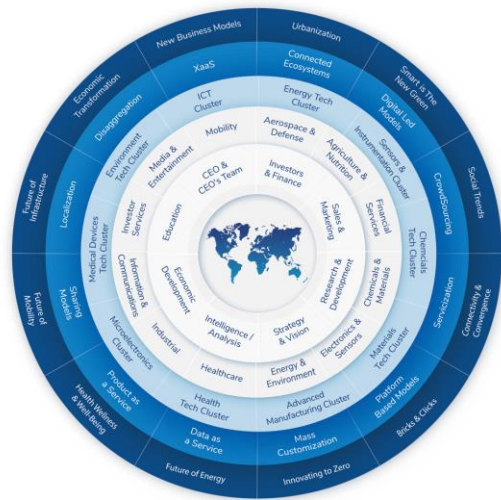 New Business Models
Urbanization
Smart is The
New Green
Social Trends
Connectivity &
Convergence
Bricks & Clicks
Innovating to Zero
Future of Energy
Health Wellness
& Well-Being
Future of
Mobility
Future of
Infrastructure
Economic
Transformation
XaaS
Connected
Ecosystems
Digital Led
Models
CrowdSourcing
Servicization
Platform
Based Models
Mass
Customization
Data as
a Service
Product as
a Service
Sharing
Models
Localization
Disaggregation
ICT
Cluster
Energy Tech
Cluster
Sensors &
Instrumentation Cluster
Chemcials
Tech Cluster
Materials
Tech Cluster
Advanced
Manufacturing Cluster
Health
Tech Cluster
Microelectronics
Cluster
Medical Devices
Tech Cluster
Environment
Tech Cluster
Mobility
Aerospace &
Defense
Agriculture &
Nutrition
Financial
Services
Chemicals &
Materials
Electronics &
Sensors
Energy &
Environment
Healthcare
Industrial
Information &
Communications
Investor
Services
Media &
Entertainment
CEO &
CEO's Team
Investors
& Finance
Sales &
Marketing
Research &
Development
Strategy
& Vision
Intelligence /
Analysis
Economic
Development
Education